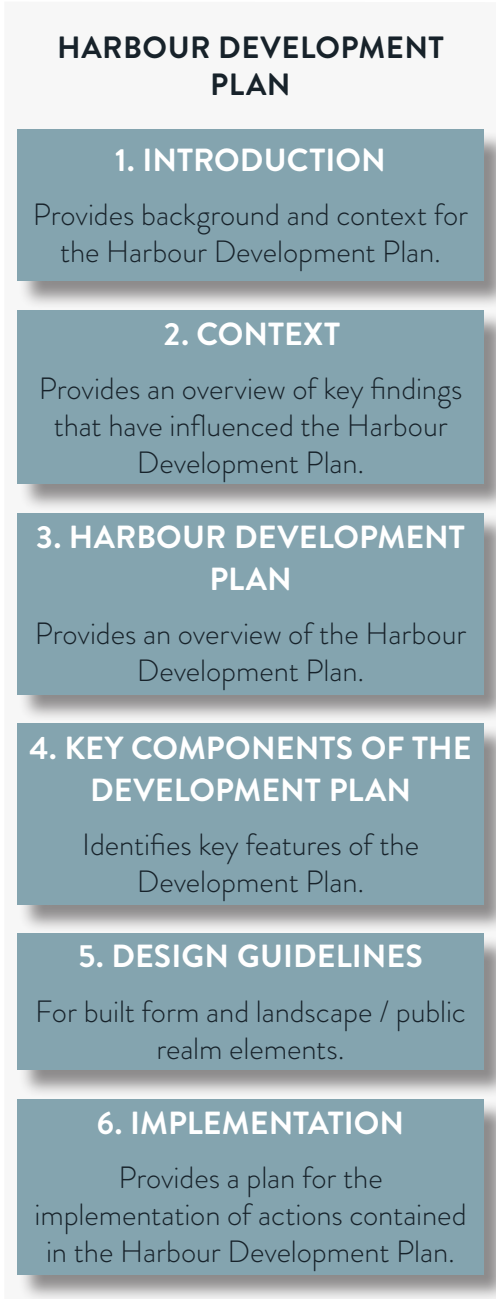 HARBOUR DEVELOPMENT
PLAN
1. INTRODUCTION
Provides background and context for
the Harbour Development Plan.
2. CONTEXT
Provides an overview of key findings
that have influenced the Harbour
Development Plan.
3. HARBOUR DEVELOPMENT
PLAN
Provides an overview of the Harbour
Development Plan.
4. KEY COMPONENTS OF THE
DEVELOPMENT PLAN
Identifies key features of the
Development Plan.
5. DESIGN GUIDELINES
For built form and landscape / public
realm elements.
6. IMPLEMENTATION
Provides a plan for the
implementation of actions contained
in the Harbour Development Plan.